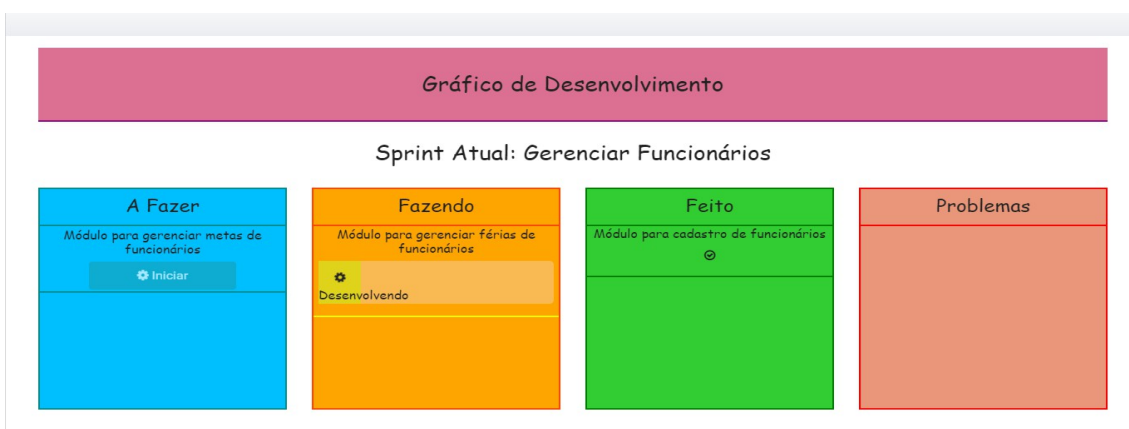 Gráfico de Desenvolvimento
Sprint Atual: Gerenciar Funcionários
A Fazer
Módulo para gerenciar metas de
funcionários
Iniciar
Fazendo
Módulo para gerenciar férias de
funcionários
Desenvolvendo
Feito
Módulo para cadastro de funcionários
Problemas